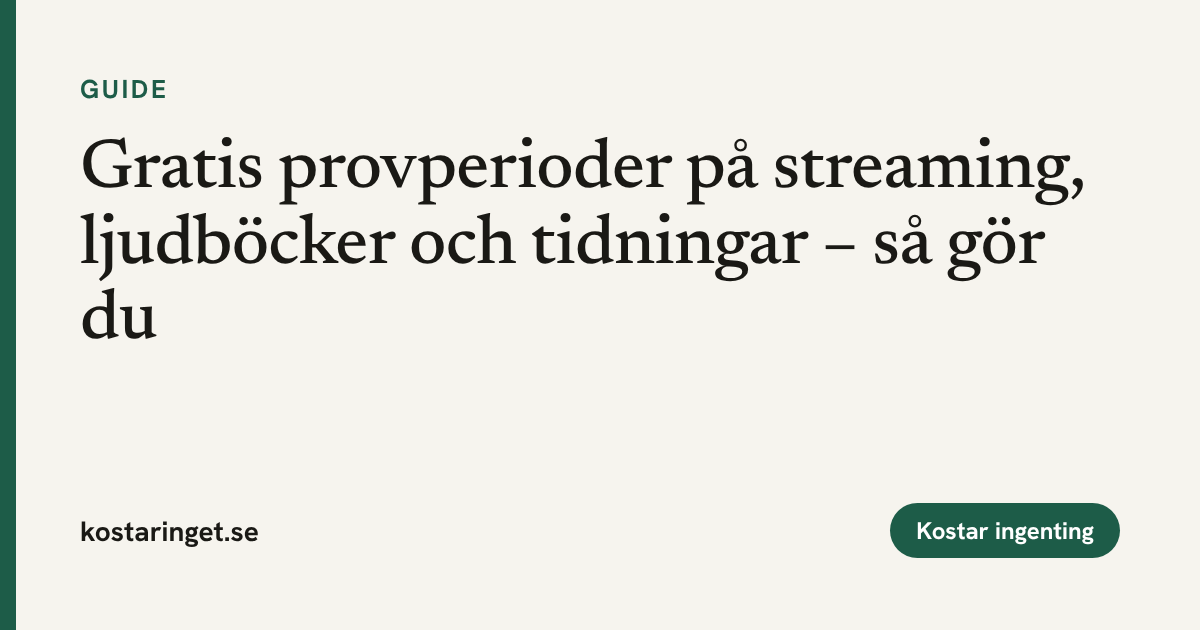 GUIDE
Gratis provperioder på streaming,
ljudböcker och tidningar – så gör
du
kostaringet.se
Kostar ingenting